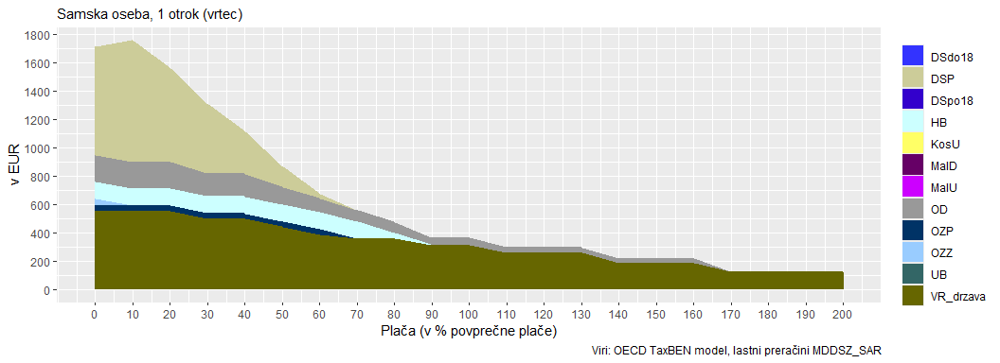 Samska oseba, 1 otrok (vrtec)
v EUR
1800
1600
1400
1200
1000
800
600
400
200
0
0 10 20 30 40 50 60 70 80 90 100 110 120 130 140 150 160 170 180 190 200
Plača (v % povprečne plače)
Viri: OECD TaxBEN model, lastni preračini MDDSZ_SAR
DSdo18
DSP
DSpo18
HB
KosU
MalD
MalU
OD
OZP
OZZ
UB
VR_drzava